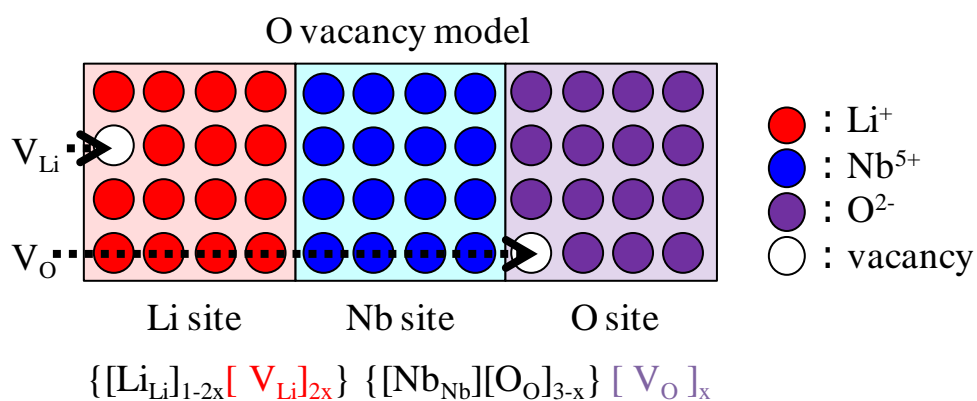 O vacancy model
V_Li
V_O
Li site
Nb site
O site
: Li⁺
: Nb⁵⁺
: O²⁻
: vacancy
{[Li_Li]_1-2x[ V_Li]_2x} {[Nb_Nb][O_O]_3-x} [ V_O ]_x